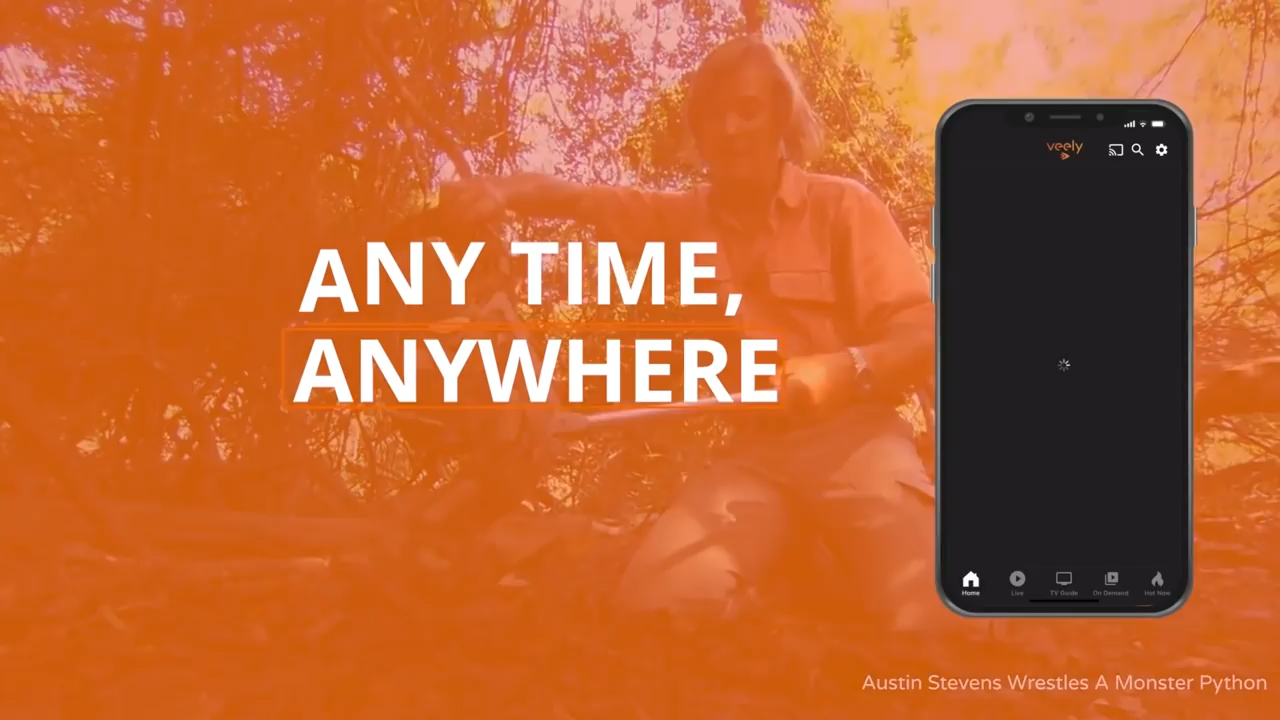 ANY TIME,
ANYWHERE
veely
Home
Live
TV Guide
On Demand
Hot Now
Austin Stevens Wrestles A Monster Python